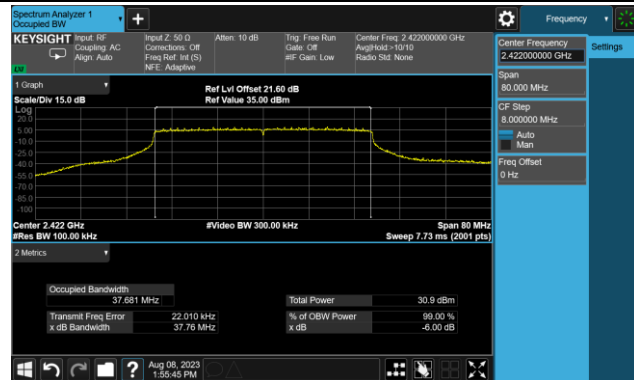 Spectrum Analyzer 1
Occupied BW
+
Frequency
KEYSIGHT
Input: RF
Coupling: AC
Align: Auto
Input Z: 50 Ω
Corrections: Off
Freq Ref: Int (S)
NFE: Adaptive
Atten: 10 dB
Trig: Free Run
Gate: Off
#IF Gain: Low
Center Freq: 2.422000000 GHz
Avg|Hold:>10/10
Radio Std: None
Center Frequency
2.422000000 GHz
Settings
Span
80.000 MHz
CF Step
8.000000 MHz
Auto
Man
Freq Offset
0 Hz
1 Graph
Scale/Div 15.0 dB
Ref Lvl Offset 21.60 dB
Ref Value 35.00 dBm
Log
20.0
5.00
-10.0
-25.0
-40.0
-55.0
-70.0
-85.0
-100
Center 2.422 GHz
#Res BW 100.00 kHz
#Video BW 300.00 kHz
Span 80 MHz
Sweep 7.73 ms (2001 pts)
2 Metrics
Occupied Bandwidth
37.681 MHz
Total Power 30.9 dBm
Transmit Freq Error 22.010 kHz
% of OBW Power 99.00 %
x dB Bandwidth 37.76 MHz
x dB -6.00 dB
?
Aug 08, 2023
1:55:45 PM